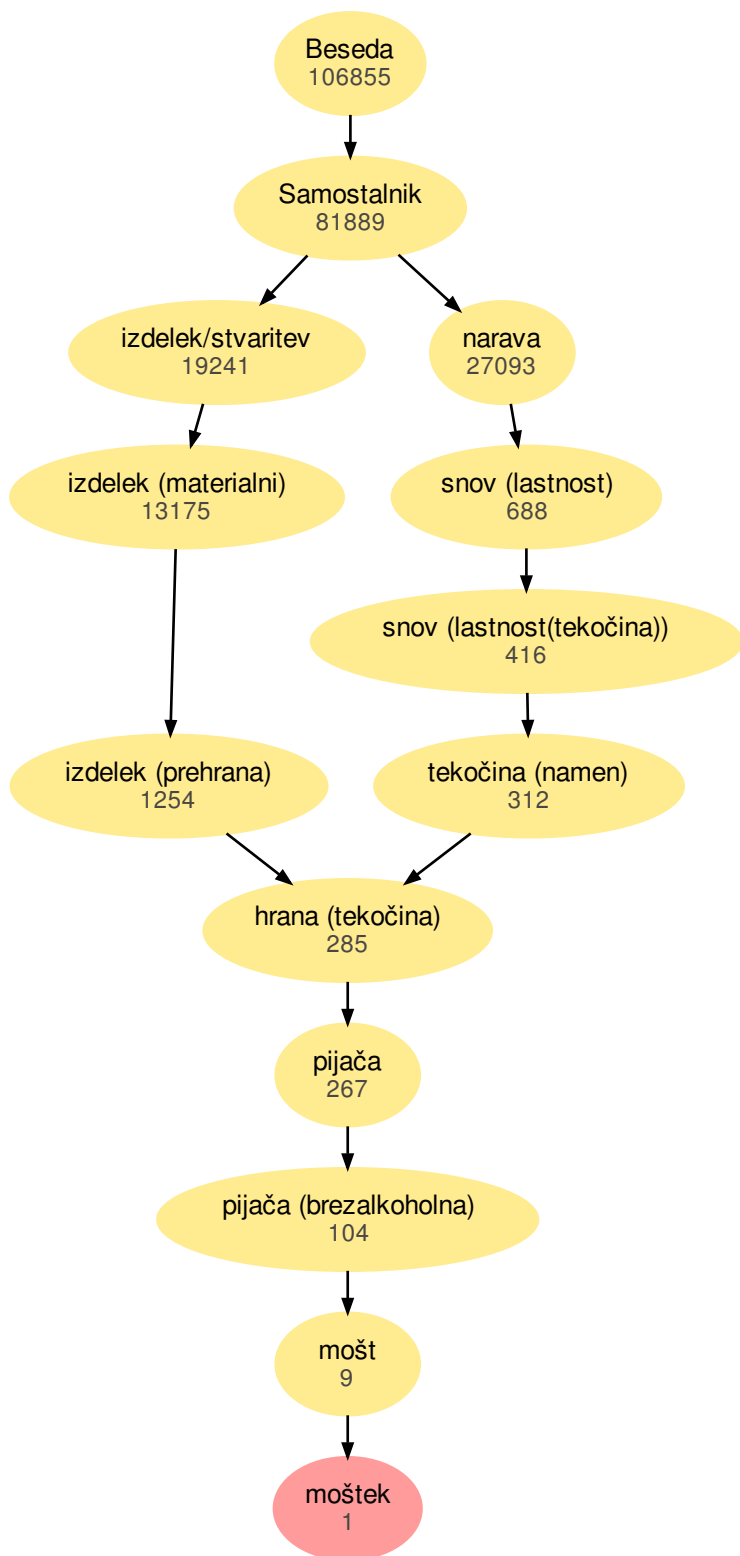 Beseda
106855
Samostalnik
81889
izdelek/stvaritev
19241
narava
27093
izdelek (materialni)
13175
snov (lastnost)
688
snov (lastnost(tekočina))
416
izdelek (prehrana)
1254
tekočina (namen)
312
hrana (tekočina)
285
pijača
267
pijača (brezalkoholna)
104
mošt
9
moštek
1